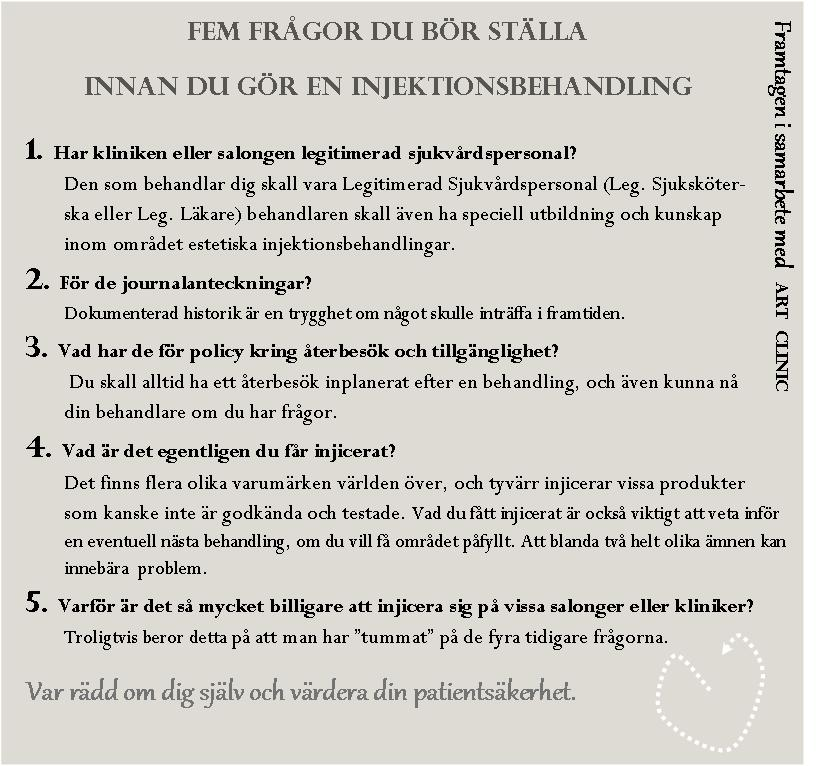 FEM FRÅGOR DU BÖR STÄLLA
INNAN DU GÖR EN INJEKTIONSBEHANDLING
1. Har kliniken eller salongen legitimerad sjukvårdspersonal?
Den som behandlar dig skall vara Legitimerad Sjukvårdspersonal (Leg. Sjuksköter-
ska eller Leg. Läkare) behandlaren skall även ha speciell utbildning och kunskap
inom området estetiska injektionsbehandlingar.
2. För de journalanteckningar?
Dokumenterad historik är en trygghet om något skulle inträffa i framtiden.
3. Vad har de för policy kring återbesök och tillgänglighet?
Du skall alltid ha ett återbesök inplanerat efter en behandling, och även kunna nå
din behandlare om du har frågor.
4. Vad är det egentligen du får injicerat?
Det finns flera olika varumärken världen över, och tyvärr injicerar vissa produkter
som kanske inte är godkända och testade. Vad du fått injicerat är också viktigt att veta inför
en eventuell nästa behandling, om du vill få området påfyllt. Att blanda två helt olika ämnen kan
innebära problem.
5. Varför är det så mycket billigare att injicera sig på vissa salonger eller kliniker?
Troligtvis beror detta på att man har ”tummat” på de fyra tidigare frågorna.
Var rädd om dig själv och värdera din patientsäkerhet.
Framtagen i samarbete med ART CLINIC